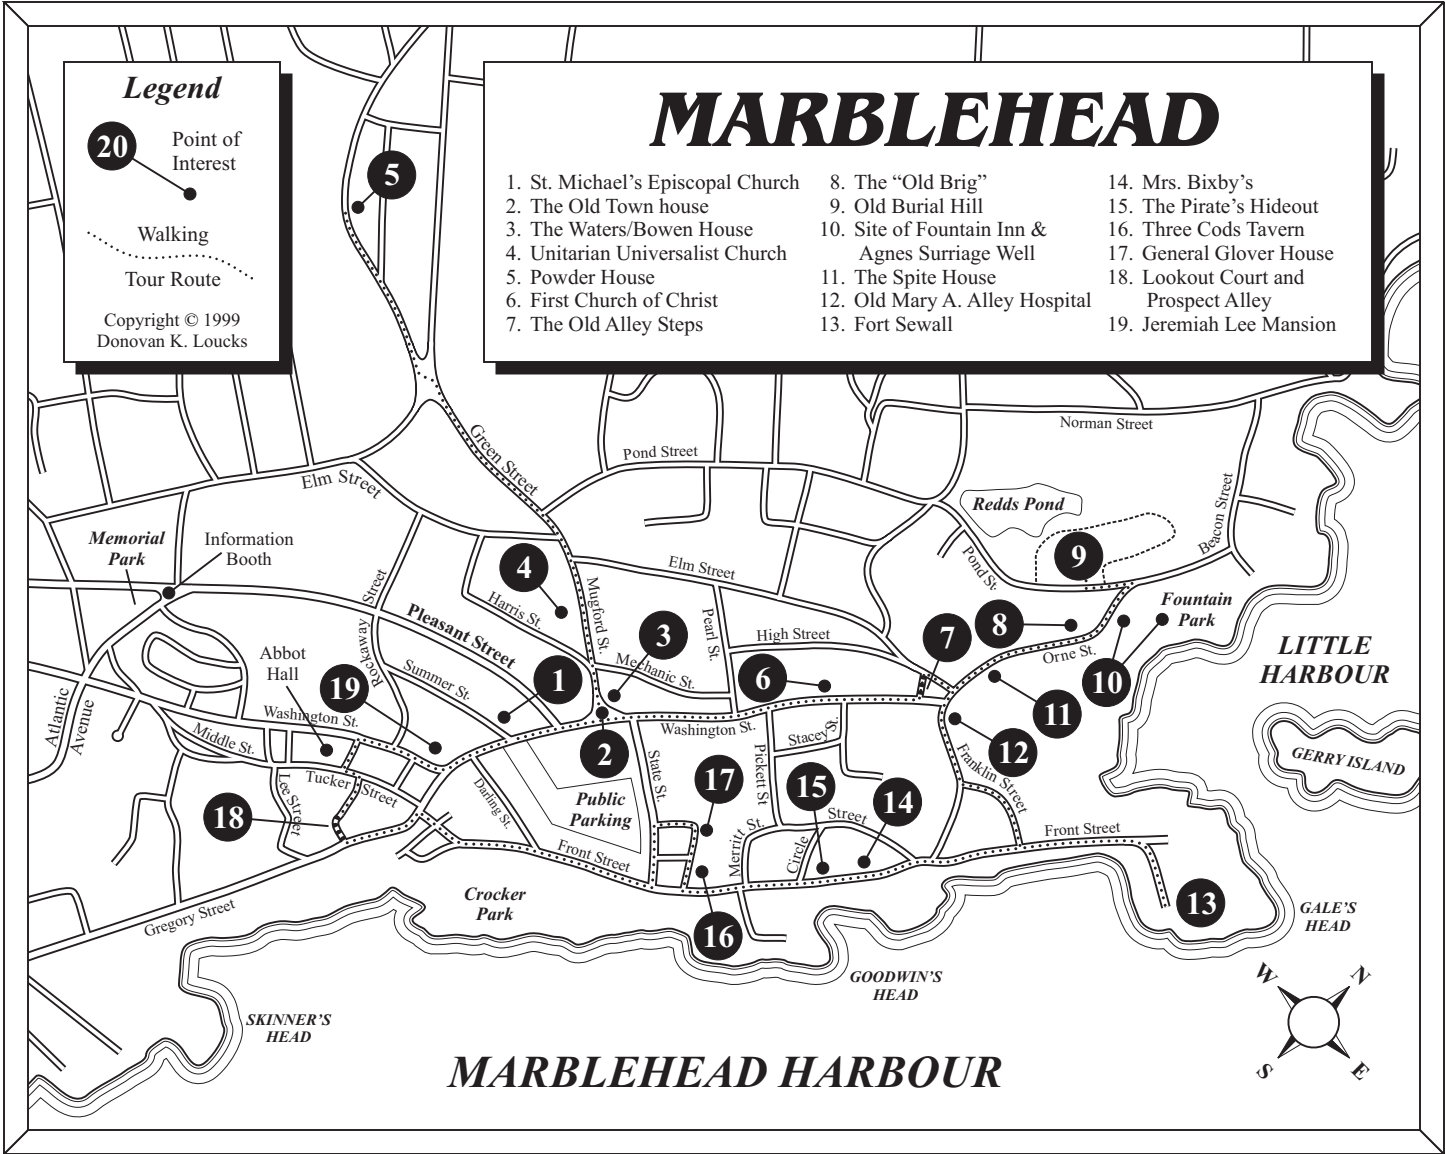 Legend
20
Point of
Interest
Walking
Tour Route
Copyright © 1999
Donovan K. Loucks
MARBLEHEAD
1. St. Michael's Episcopal Church
2. The Old Town house
3. The Waters/Bowen House
4. Unitarian Universalist Church
5. Powder House
6. First Church of Christ
7. The Old Alley Steps
8. The “Old Brig”
9. Old Burial Hill
10. Site of Fountain Inn &
Agnes Surriage Well
11. The Spite House
12. Old Mary A. Alley Hospital
13. Fort Sewall
14. Mrs. Bixby's
15. The Pirate's Hideout
16. Three Cods Tavern
17. General Glover House
18. Lookout Court and
Prospect Alley
19. Jeremiah Lee Mansion
5
Norman Street
Green Street
Pond Street
Elm Street
Redds Pond
Beacon Street
Memorial
Park
Information
Booth
9
4
Elm Street
Pond St.
Rockaway Street
Harris St.
Mugford St.
Pearl St.
Pleasant Street
Fountain
Park
3
High Street
7
8
Orne St.
LITTLE
HARBOUR
Abbot
Hall
19
Summer St.
1
Mechanic St.
6
10
Atlantic
Avenue
Washington St.
Middle St.
2
Washington St.
Stacey St.
11
12
GERRY ISLAND
Lee Street
Tucker Street
Darling St.
State St.
Pickett St
Franklin Street
18
Public
Parking
17
15
14
Merritt St.
Circle
Street
Front Street
Front Street
Gregory Street
Crocker
Park
16
13
GALE'S
HEAD
GOODWIN'S
HEAD
SKINNER'S
HEAD
MARBLEHEAD HARBOUR
W
N
S
E